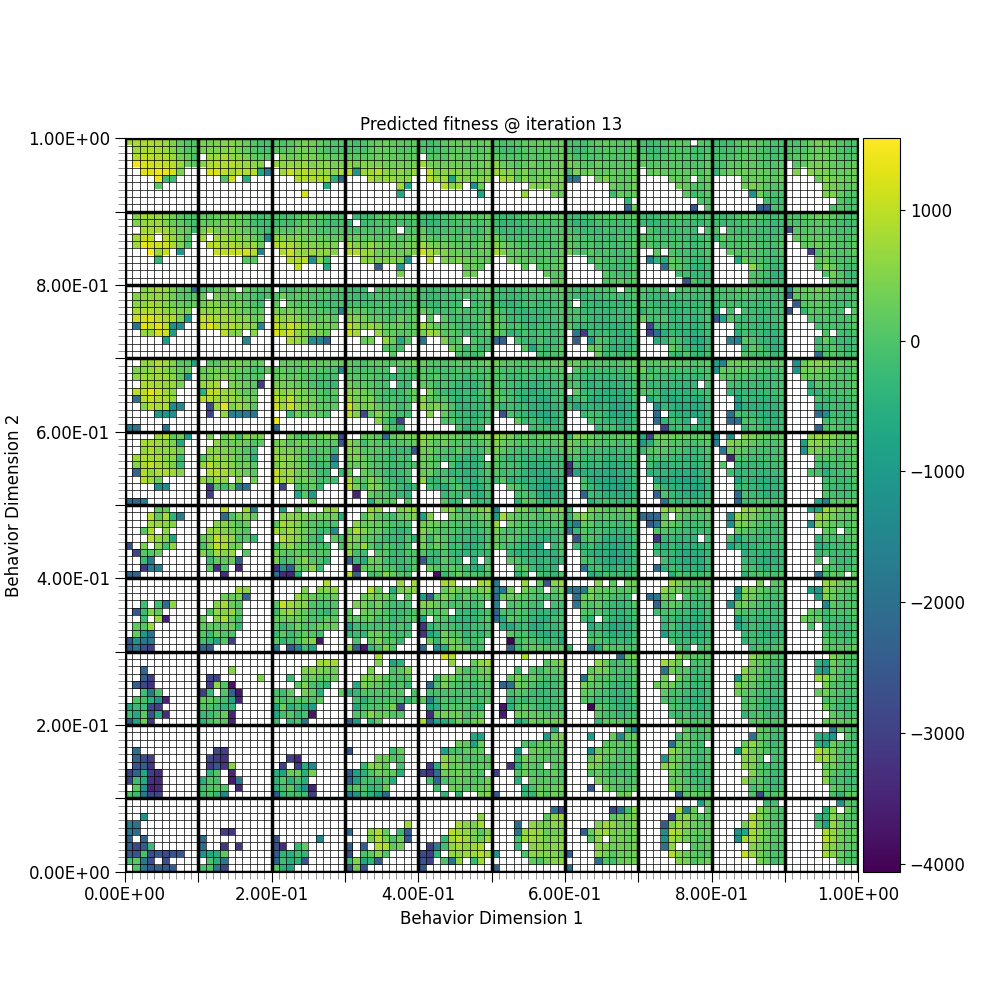 Predicted fitness @ iteration 13
1.00E+00
8.00E-01
6.00E-01
4.00E-01
2.00E-01
0.00E+00
Behavior Dimension 2
0.00E+00 2.00E-01 4.00E-01 6.00E-01 8.00E-01 1.00E+00
Behavior Dimension 1
1000
0
−1000
−2000
−3000
−4000